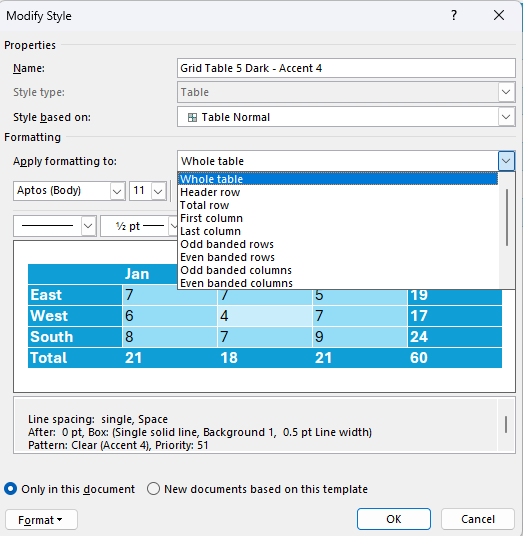 Modify Style ? ×
Properties
Name: Grid Table 5 Dark - Accent 4
Style type: Table
Style based on: Table Normal
Formatting
Apply formatting to: Whole table
Whole table
Header row
Total row
First column
Last column
Odd banded rows
Even banded rows
Odd banded columns
Even banded columns
Aptos (Body) 11
½ pt
Jan
East 7 7 5 19
West 6 4 7 17
South 8 7 9 24
Total 21 18 21 60
Line spacing: single, Space
After: 0 pt, Box: (Single solid line, Background 1, 0.5 pt Line width)
Pattern: Clear (Accent 4), Priority: 51
Only in this document New documents based on this template
Format OK Cancel